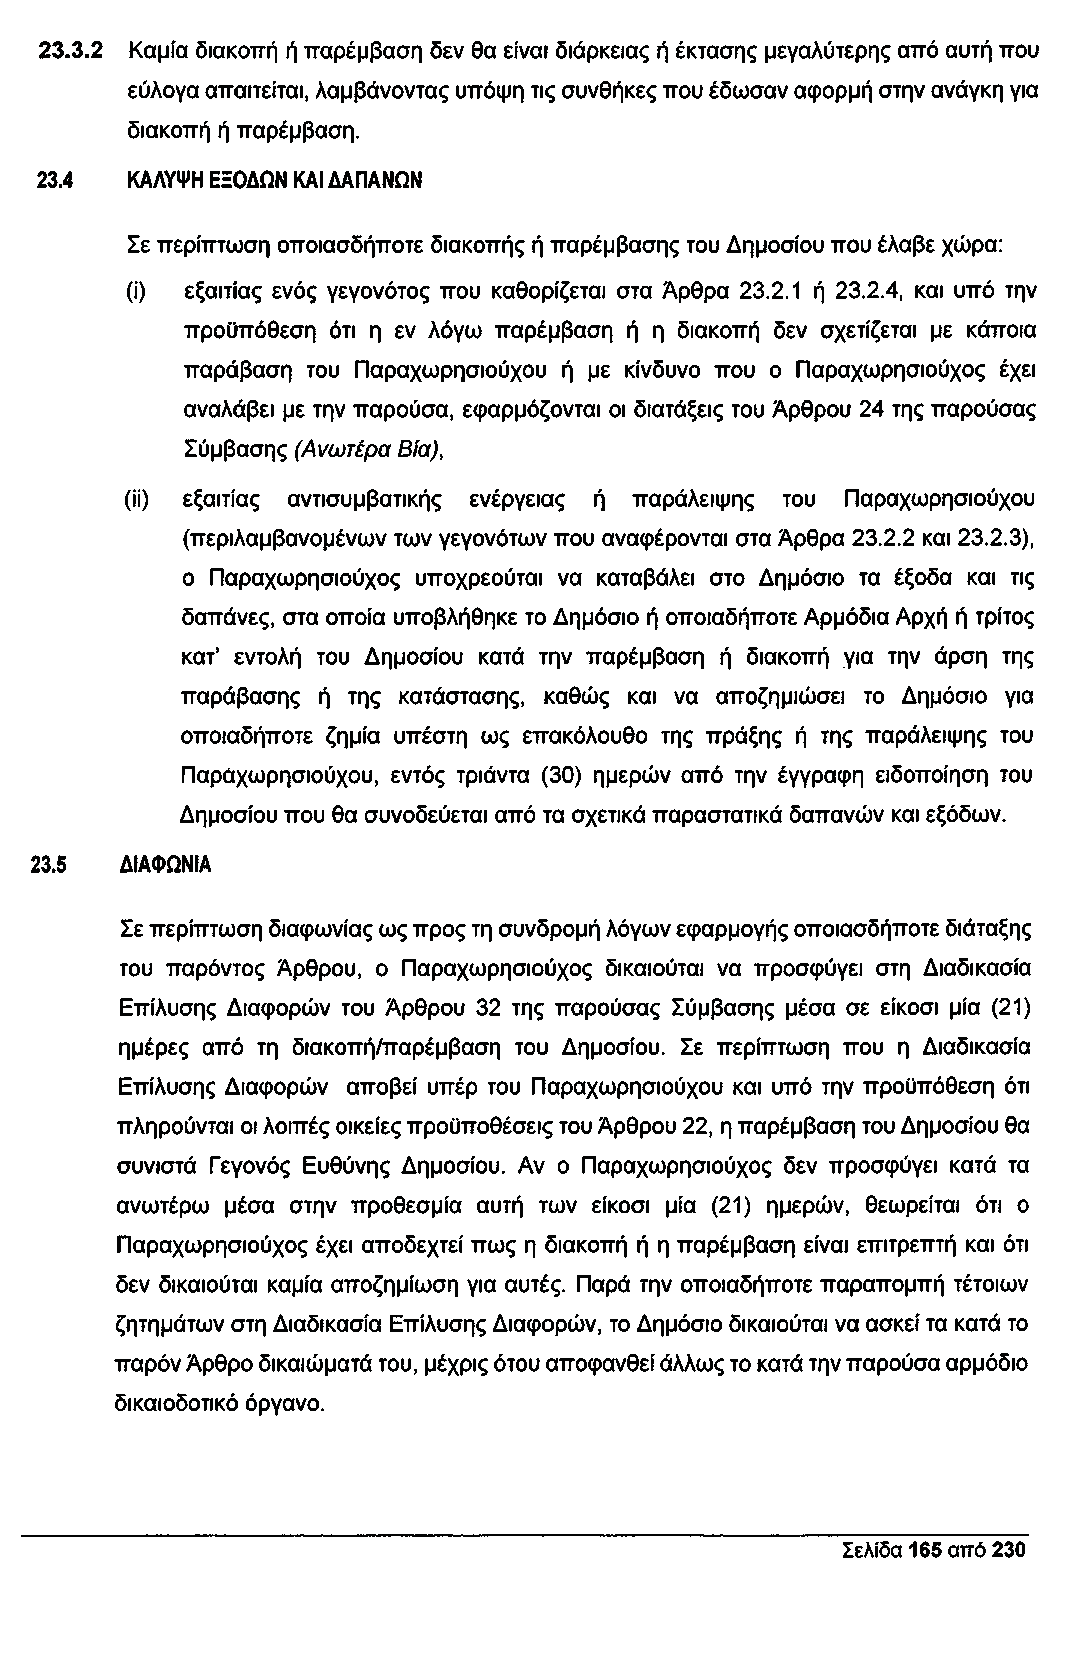 23.3.2 Καμία διακοπή ή παρέμβαση δεν θα είναι διάρκειας ή έκτασης μεγαλύτερης από αυτή που
εύλογα απαιτείται, λαμβάνοντας υπόψη τις συνθήκες που έδωσαν αφορμή στην ανάγκη για
διακοπή ή παρέμβαση.
23.4 ΚΑΛΥΨΗ ΕΞΟΔΩΝ ΚΑΙ ΔΑΠΑΝΩΝ
Σε περίπτωση οποιασδήποτε διακοπής ή παρέμβασης του Δημοσίου που έλαβε χώρα:
(i) εξαιτίας ενός γεγονότος που καθορίζεται στα Άρθρα 23.2.1 ή 23.2.4, και υπό την
προϋπόθεση ότι η εν λόγω παρέμβαση ή η διακοπή δεν σχετίζεται με κάποια
παράβαση του Παραχωρησιούχου ή με κίνδυνο που ο Παραχωρησιούχος έχει
αναλάβει με την παρούσα, εφαρμόζονται οι διατάξεις του Άρθρου 24 της παρούσας
Σύμβασης (Ανωτέρα Βία),
(ii) εξαιτίας αντισυμβατικής ενέργειας ή παράλειψης του Παραχωρησιούχου
(περιλαμβανομένων των γεγονότων που αναφέρονται στα Άρθρα 23.2.2 και 23.2.3),
ο Παραχωρησιούχος υποχρεούται να καταβάλει στο Δημόσιο τα έξοδα και τις
δαπάνες, στα οποία υποβλήθηκε το Δημόσιο ή οποιαδήποτε Αρμόδια Αρχή ή τρίτος
κατ' εντολή του Δημοσίου κατά την παρέμβαση ή διακοπή για την άρση της
παράβασης ή της κατάστασης, καθώς και να αποζημιώσει το Δημόσιο για
οποιαδήποτε ζημία υπέστη ως επακόλουθο της πράξης ή της παράλειψης του
Παραχωρησιούχου, εντός τριάντα (30) ημερών από την έγγραφη ειδοποίηση του
Δημοσίου που θα συνοδεύεται από τα σχετικά παραστατικά δαπανών και εξόδων.
23.5 ΔΙΑΦΩΝΙΑ
Σε περίπτωση διαφωνίας ως προς τη συνδρομή λόγων εφαρμογής οποιασδήποτε διάταξης
του παρόντος Άρθρου, ο Παραχωρησιούχος δικαιούται να προσφύγει στη Διαδικασία
Επίλυσης Διαφορών του Άρθρου 32 της παρούσας Σύμβασης μέσα σε είκοσι μία (21)
ημέρες από τη διακοπή/παρέμβαση του Δημοσίου. Σε περίπτωση που η Διαδικασία
Επίλυσης Διαφορών αποβεί υπέρ του Παραχωρησιούχου και υπό την προϋπόθεση ότι
πληρούνται οι λοιπές οικείες προϋποθέσεις του Άρθρου 22, η παρέμβαση του Δημοσίου θα
συνιστά Γεγονός Ευθύνης Δημοσίου. Αν ο Παραχωρησιούχος δεν προσφύγει κατά τα
ανωτέρω μέσα στην προθεσμία αυτή των είκοσι μία (21) ημερών, θεωρείται ότι ο
Παραχωρησιούχος έχει αποδεχτεί πως η διακοπή ή η παρέμβαση είναι επιτρεπτή και ότι
δεν δικαιούται καμία αποζημίωση για αυτές. Παρά την οποιαδήποτε παραπομπή τέτοιων
ζητημάτων στη Διαδικασία Επίλυσης Διαφορών, το Δημόσιο δικαιούται να ασκεί τα κατά το
παρόν Άρθρο δικαιώματά του, μέχρις ότου αποφανθεί άλλως το κατά την παρούσα αρμόδιο
δικαιοδοτικό όργανο.
Σελίδα 165 από 230